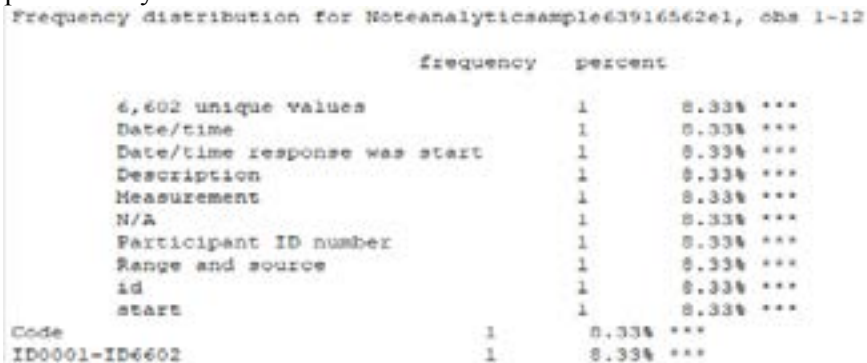 Frequency distribution for Noteanalyticsample63916562e1, obs 1-12
frequency percent
6,602 unique values 1 8.33% ***
Date/time 1 8.33% ***
Date/time response was start 1 8.33% ***
Description 1 8.33% ***
Measurement 1 8.33% ***
N/A 1 8.33% ***
Participant ID number 1 8.33% ***
Range and source 1 8.33% ***
id 1 8.33% ***
start 1 8.33% ***
Code 1 8.33% ***
ID0001-ID6602 1 8.33% ***